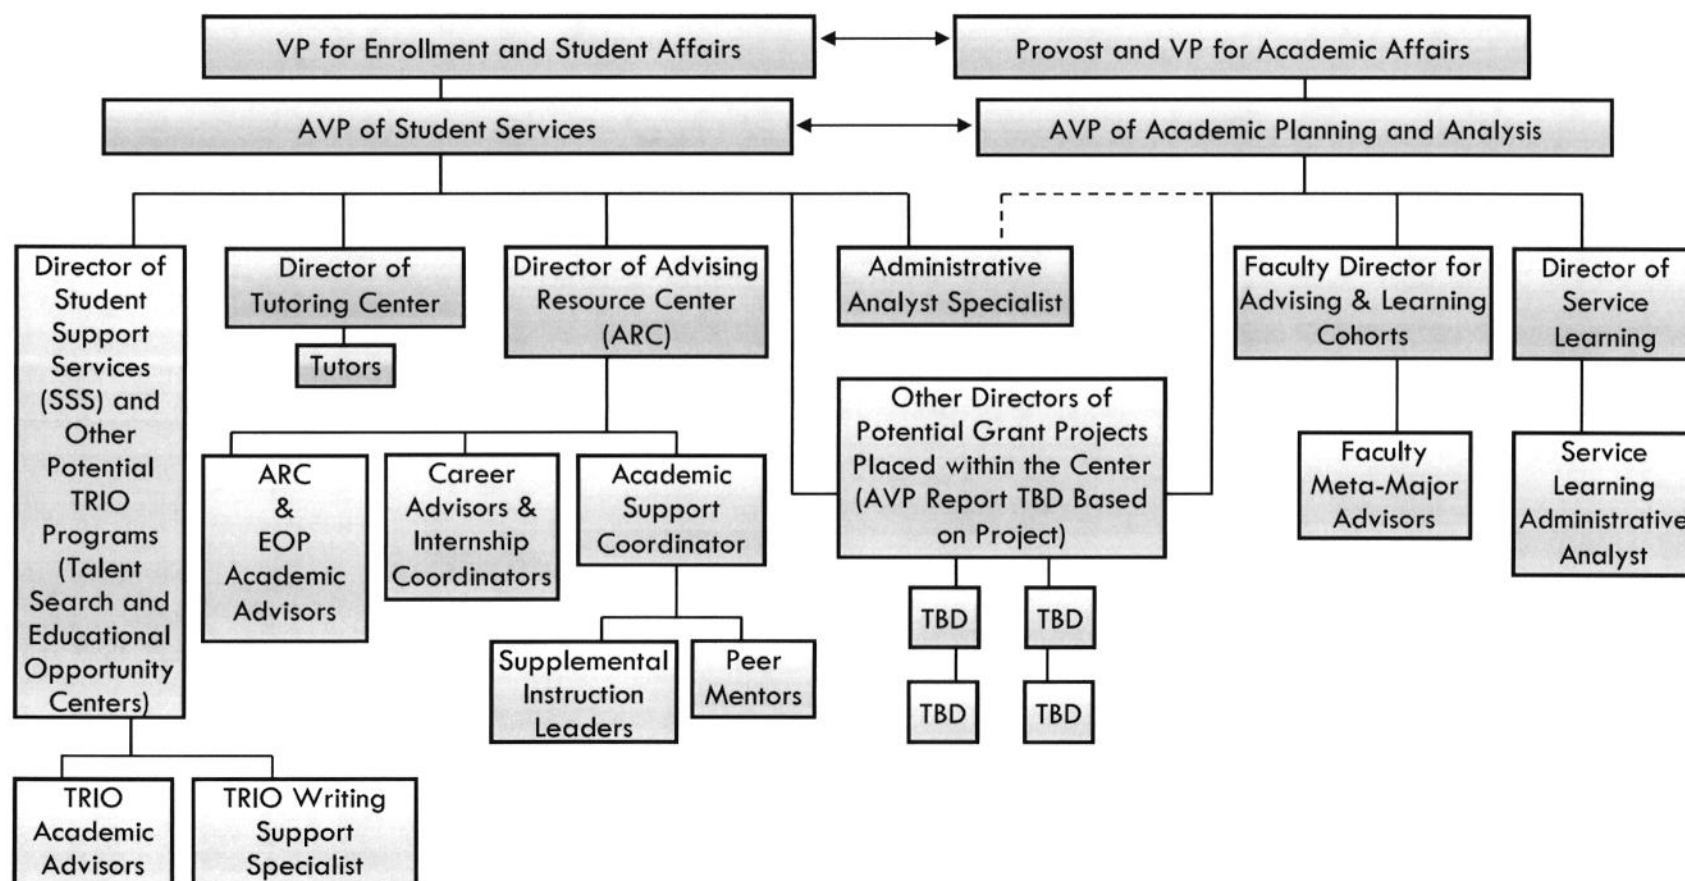 VP for Enrollment and Student Affairs
Provost and VP for Academic Affairs
AVP of Student Services
AVP of Academic Planning and Analysis
Director of
Student
Support
Services
(SSS) and
Other
Potential
TRIO
Programs
(Talent
Search and
Educational
Opportunity
Centers)
Director of
Tutoring Center
Tutors
Director of Advising
Resource Center
(ARC)
Administrative
Analyst Specialist
Faculty Director for
Advising & Learning
Cohorts
Director of
Service
Learning
ARC
&
EOP
Academic
Advisors
Career
Advisors &
Internship
Coordinators
Academic
Support
Coordinator
Other Directors of
Potential Grant Projects
Placed within the Center
(AVP Report TBD Based
on Project)
Faculty
Meta-Major
Advisors
Service
Learning
Administrative
Analyst
Supplemental
Instruction
Leaders
Peer
Mentors
TBD
TBD
TBD
TBD
TRIO
Academic
Advisors
TRIO Writing
Support
Specialist